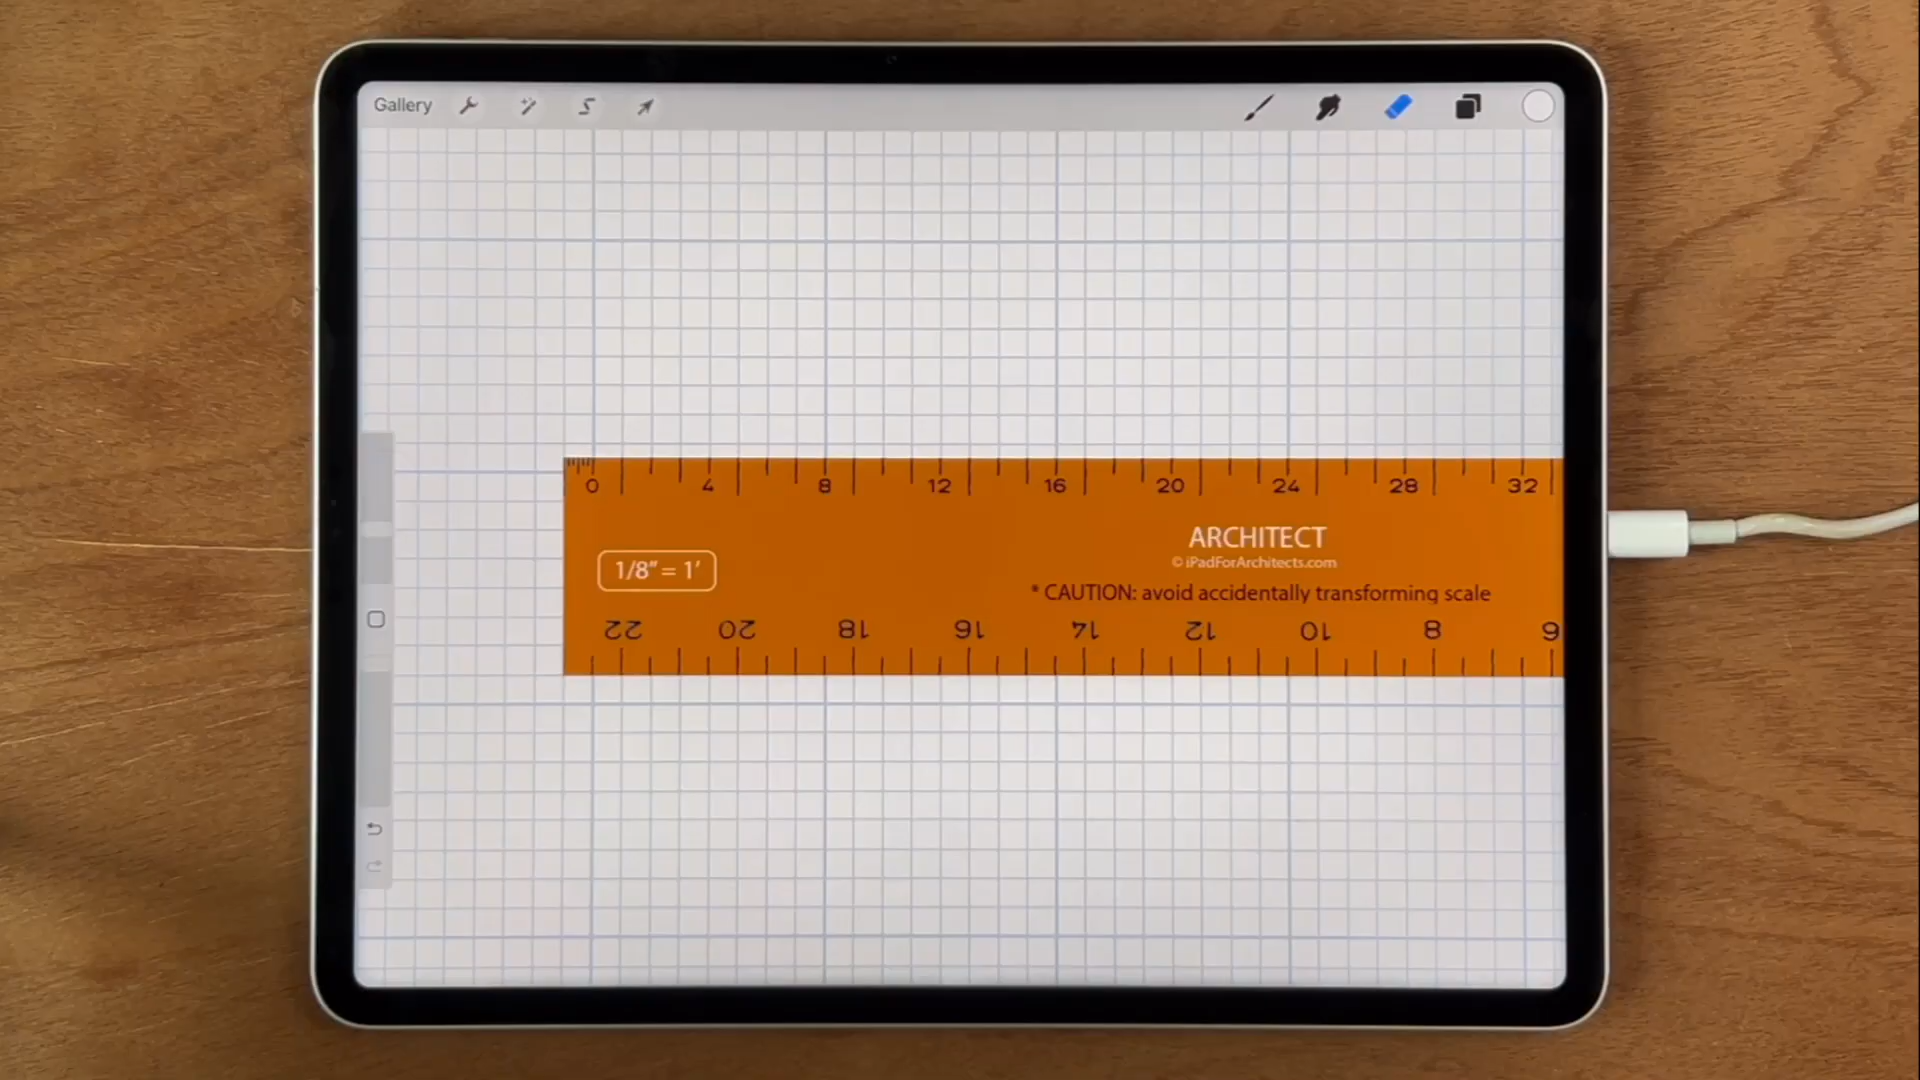 Gallery
0 4 8 12 16 20 24 28 32
ARCHITECT
© iPadForArchitects.com
1/8" = 1'
* CAUTION: avoid accidentally transforming scale
22 20 18 16 14 12 10 8 6